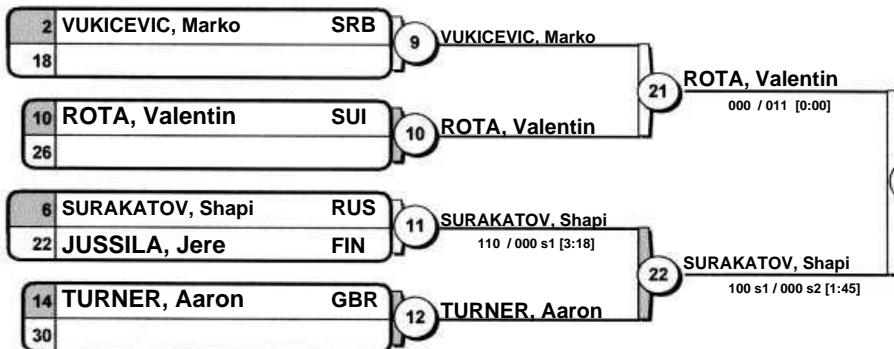 2 VUKICEVIC, Marko SRB
18
9
VUKICEVIC, Marko
10 ROTA, Valentin SUI
26
10
ROTA, Valentin
21
ROTA, Valentin
000 / 011 [0:00]
6 SURAKATOV, Shapi RUS
22 JUSSILA, Jere FIN
11
SURAKATOV, Shapi
110 / 000 s1 [3:18]
14 TURNER, Aaron GBR
30
12
TURNER, Aaron
22
SURAKATOV, Shapi
100 s1 / 000 s2 [1:45]